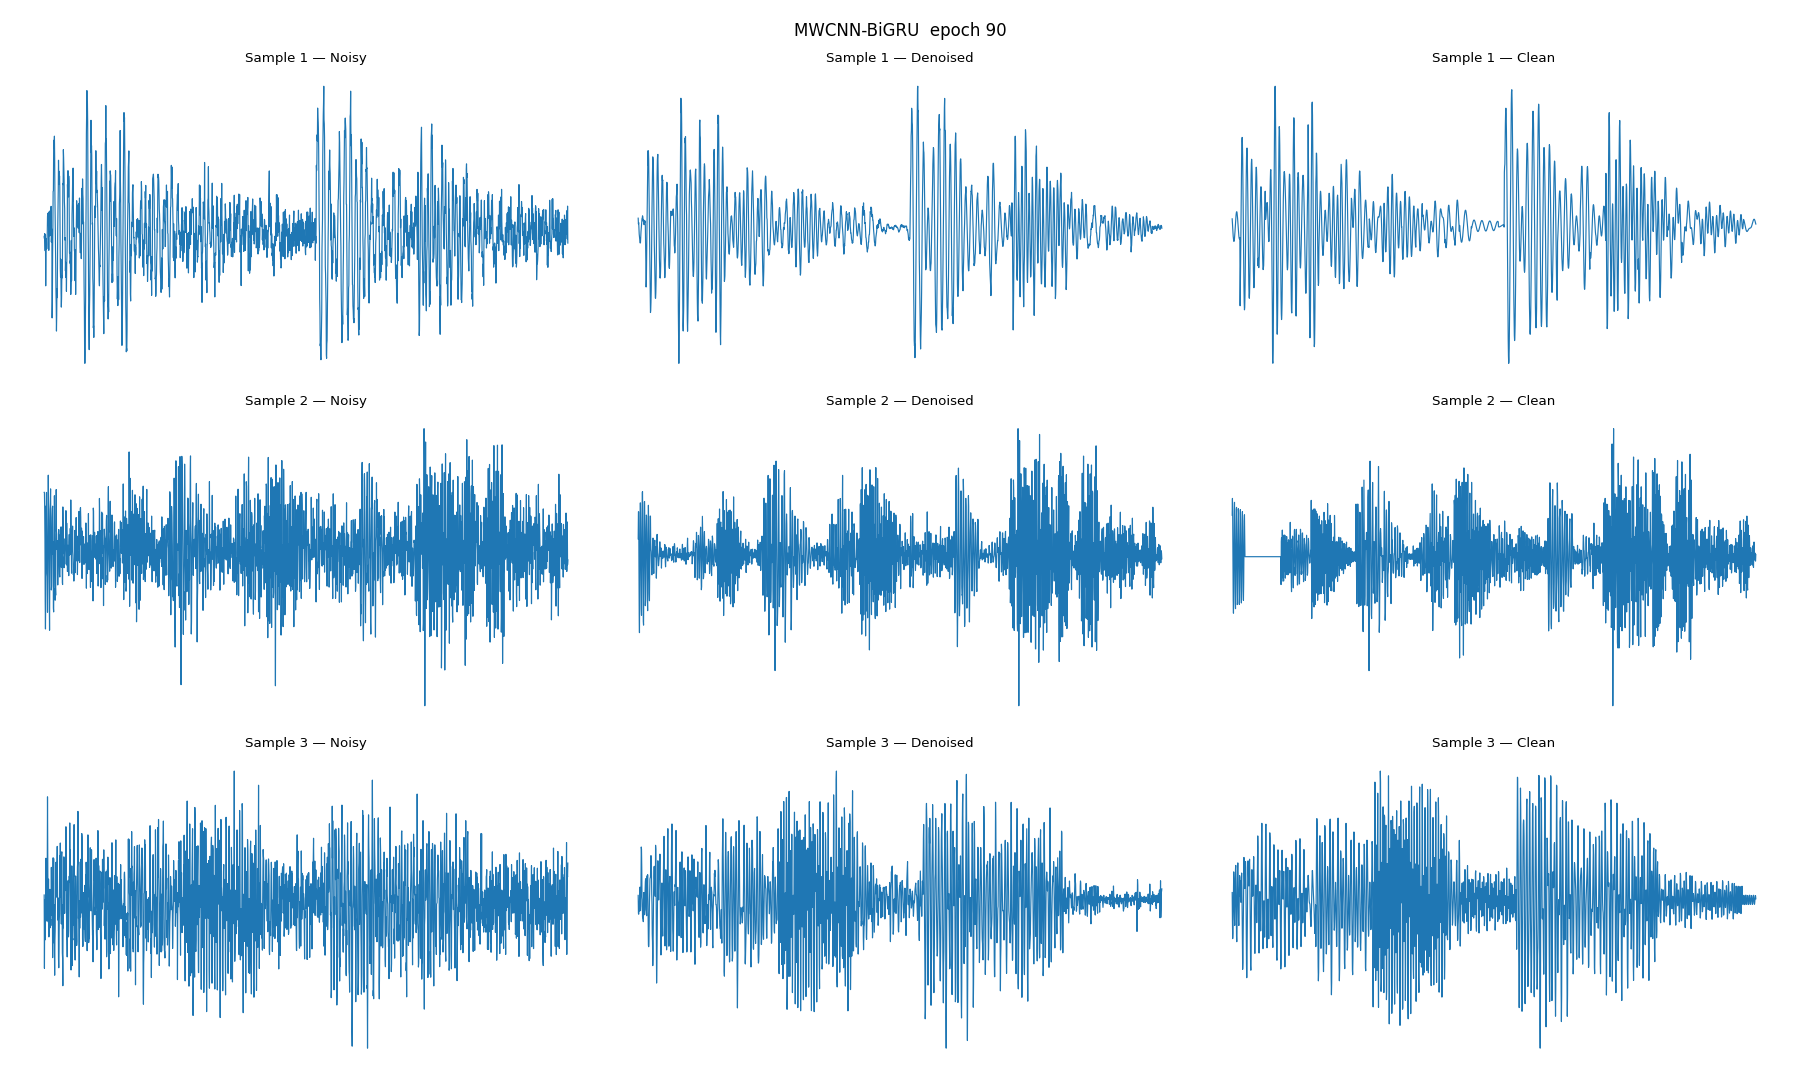 MWCNN-BiGRU  epoch 90
Sample 1 — Noisy
Sample 1 — Denoised
Sample 1 — Clean
Sample 2 — Noisy
Sample 2 — Denoised
Sample 2 — Clean
Sample 3 — Noisy
Sample 3 — Denoised
Sample 3 — Clean